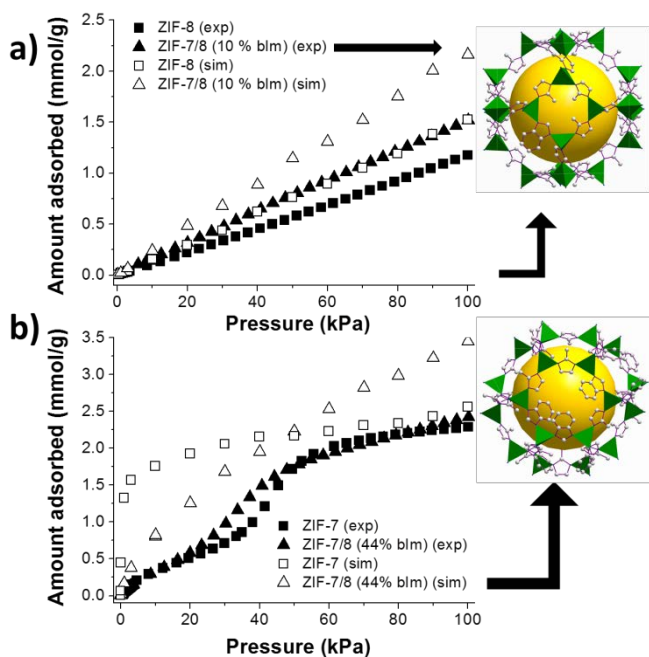 a)
Amount adsorbed (mmol/g)
2.5
2.0
1.5
1.0
0.5
0.0
ZIF-8 (exp)
ZIF-7/8 (10 % bIm) (exp)
ZIF-8 (sim)
ZIF-7/8 (10 % bIm) (sim)
0 20 40 60 80 100
Pressure (kPa)
b)
Amount adsorbed (mmol/g)
3.5
3.0
2.5
2.0
1.5
1.0
0.5
0.0
ZIF-7 (exp)
ZIF-7/8 (44% bIm) (exp)
ZIF-7 (sim)
ZIF-7/8 (44% bIm) (sim)
0 20 40 60 80 100
Pressure (kPa)